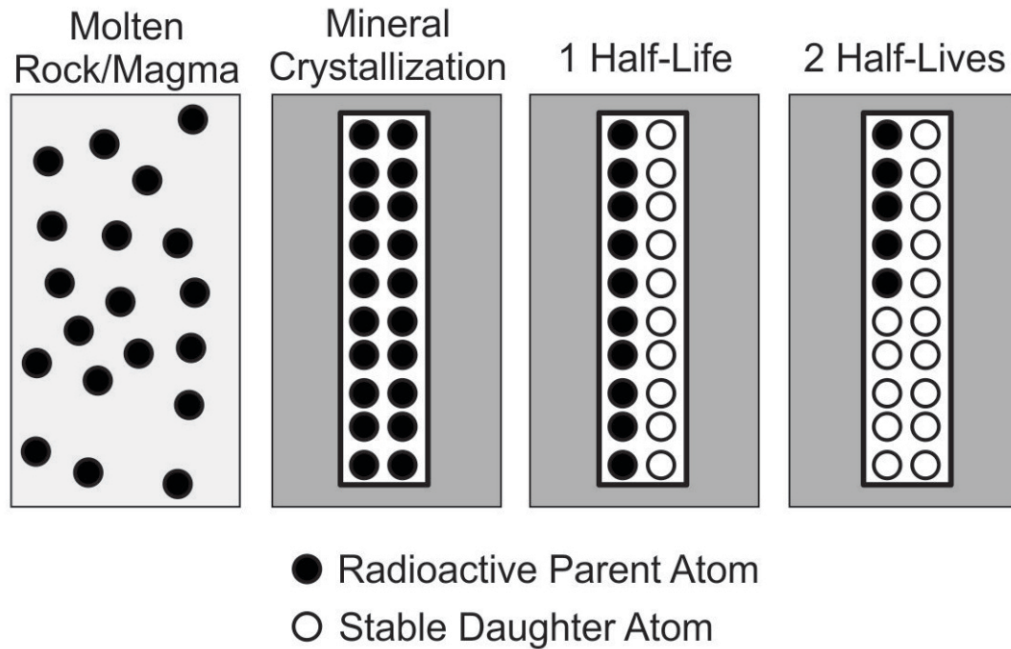 Molten
Rock/Magma
Mineral
Crystallization
1 Half-Life
2 Half-Lives
Radioactive Parent Atom
Stable Daughter Atom